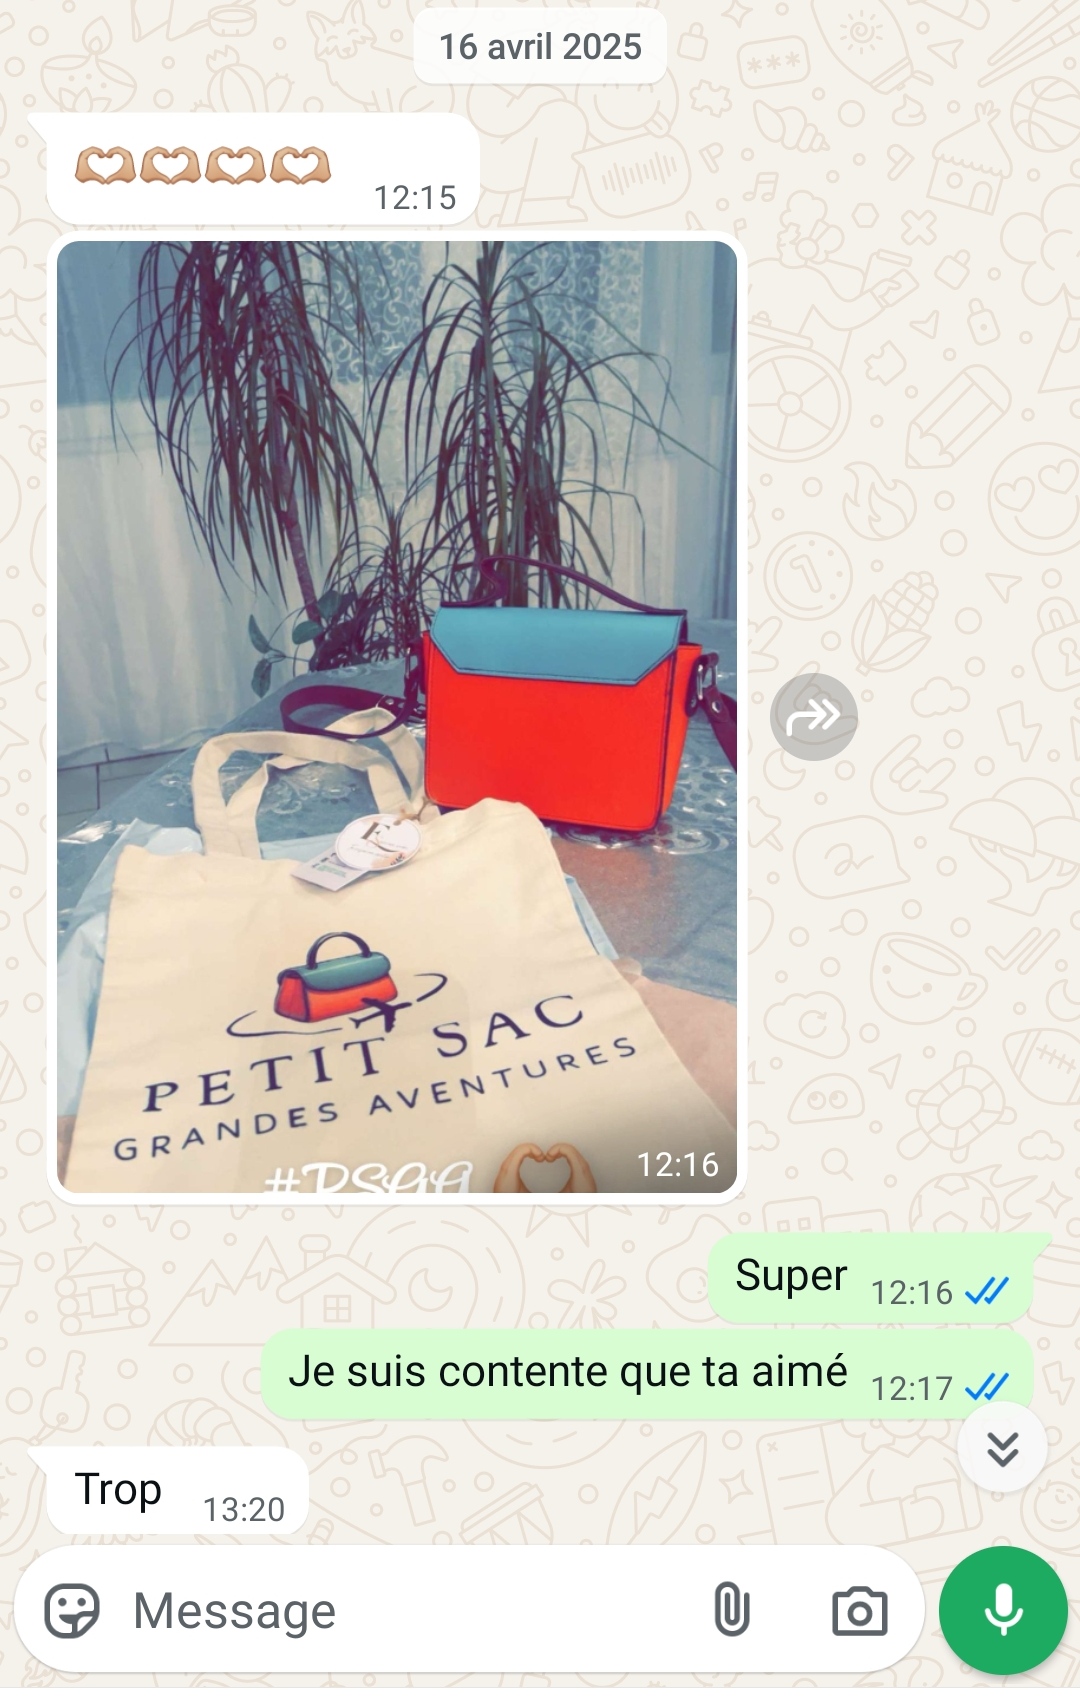 16 avril 2025
🫶🏼🫶🏼🫶🏼🫶🏼
12:15
PETIT SAC
GRANDES AVENTURES
12:16
Super 12:16
Je suis contente que ta aimé 12:17
Trop 13:20
Message